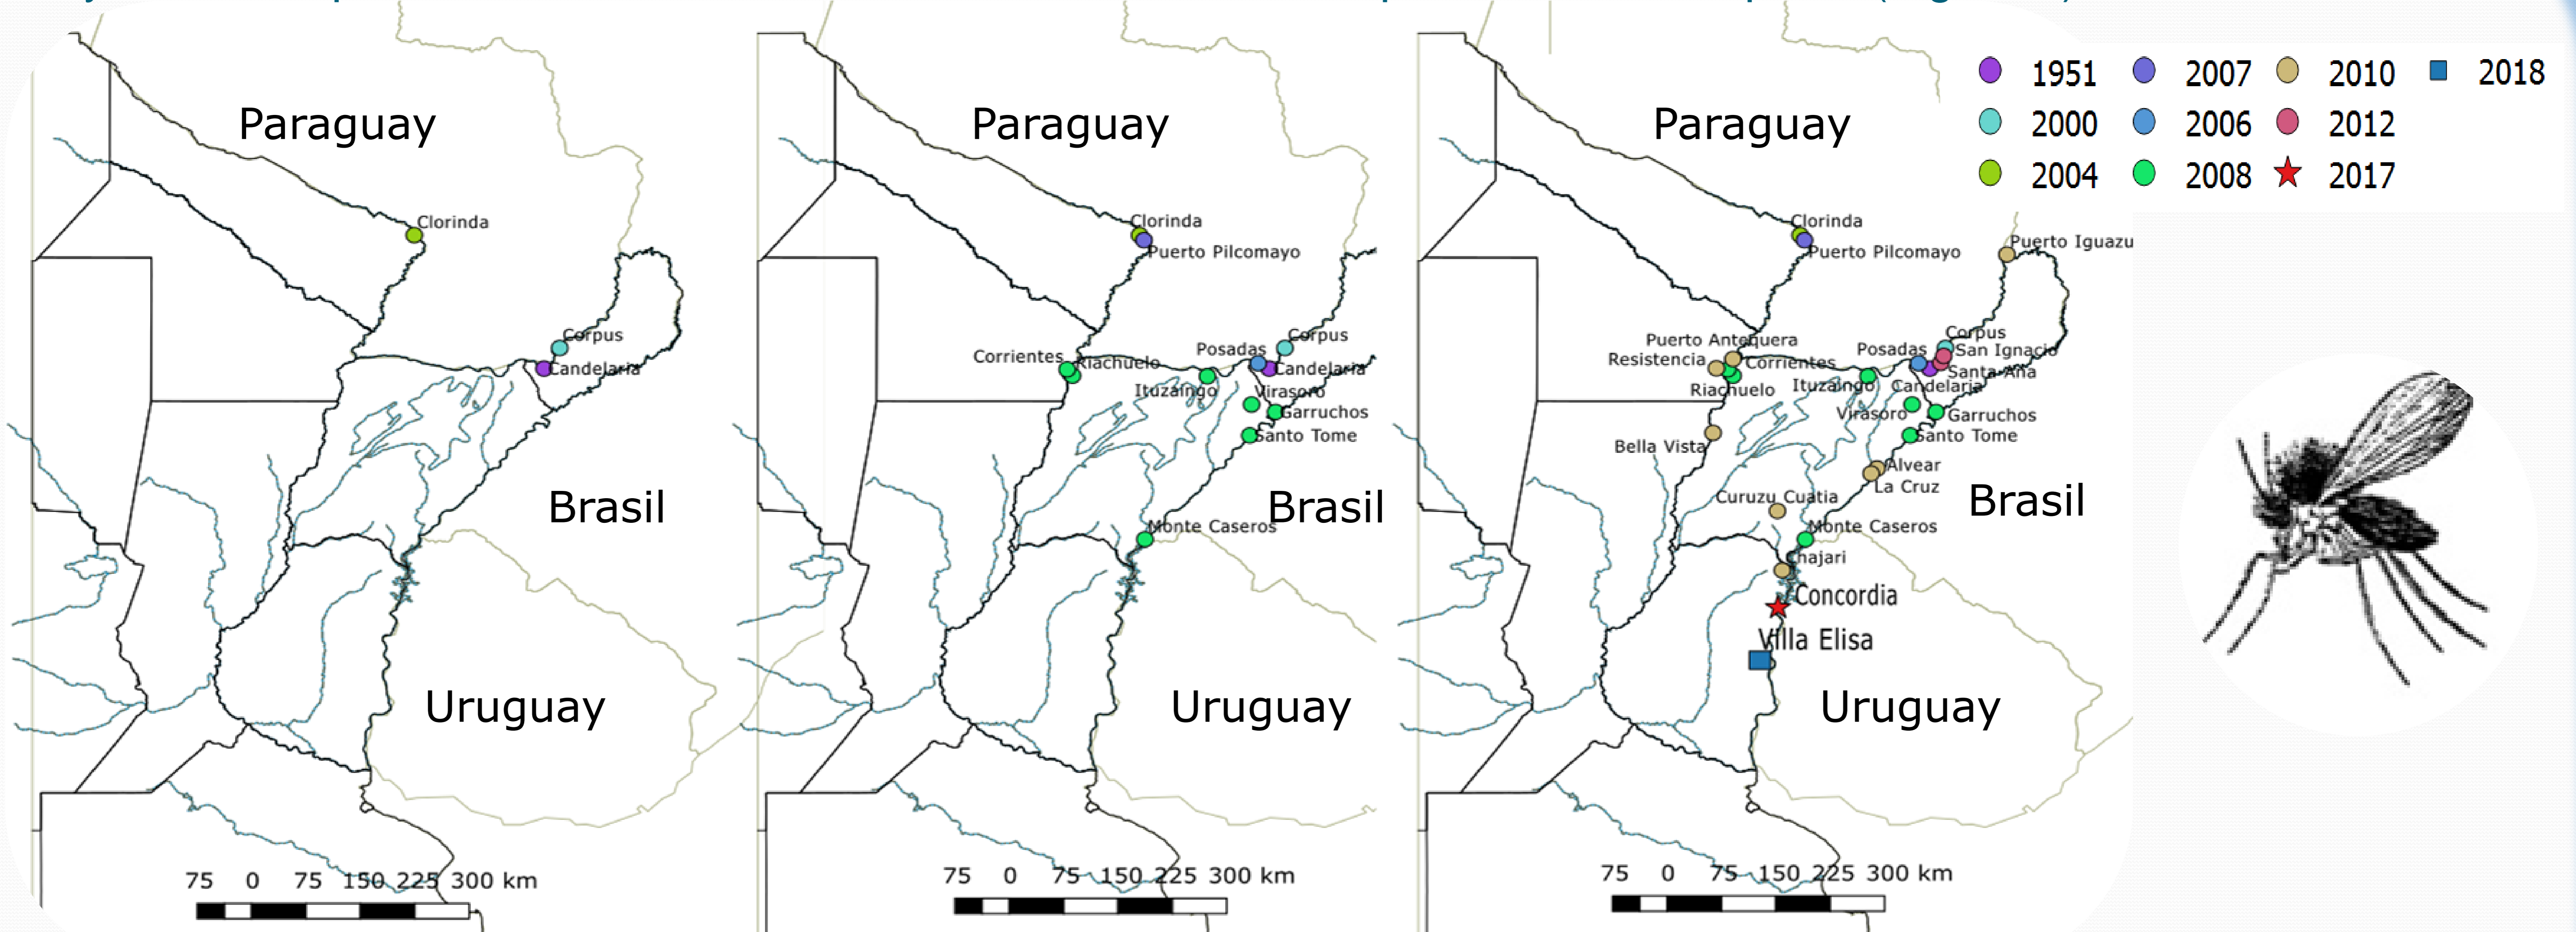 Paraguay
Clorinda
Corpus
Candelaria
Brasil
Uruguay
75 0 75 150 225 300 km
Paraguay
Clorinda
Puerto Pilcomayo
Corpus
Posadas
Corrientes
Riachuelo
Candelaria
Ituzaingo
Virasoro
Garruchos
Santo Tome
Brasil
Monte Caseros
Uruguay
75 0 75 150 225 300 km
Paraguay
Clorinda
Puerto Pilcomayo
Puerto Iguazu
Puerto Antequera
Corpus
Resistencia
Corrientes
Posadas
San Ignacio
Santa Ana
Riachuelo
Ituzaingo
Candelaria
Virasoro
Garruchos
Santo Tome
Bella Vista
Alvear
La Cruz
Curuzu Cuatia
Brasil
Monte Caseros
Chajari
Concordia
Villa Elisa
Uruguay
75 0 75 150 225 300 km
1951 2007 2010 2018
2000 2006 2012
2004 2008 2017